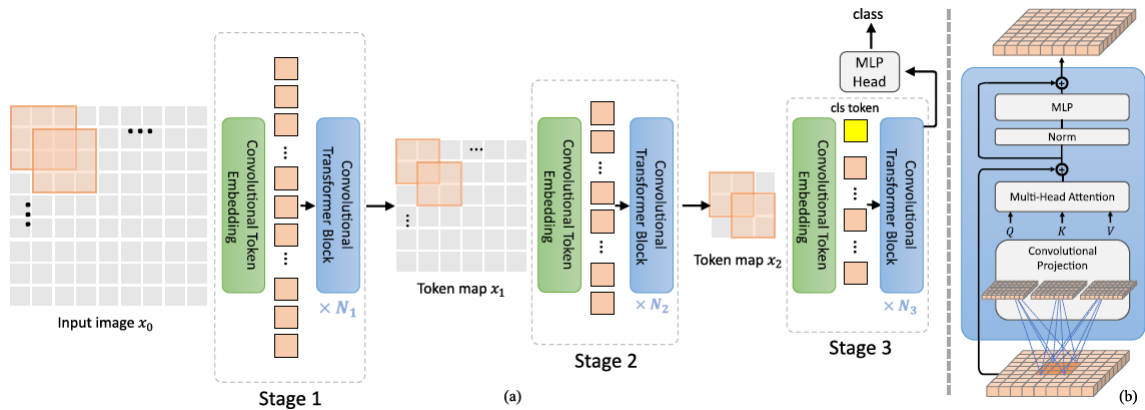 Input image x₀
Convolutional Token
Embedding
Convolutional
Transformer Block
× N₁
Stage 1
Token map x₁
Convolutional Token
Embedding
Convolutional
Transformer Block
× N₂
Stage 2
Token map x₂
Convolutional Token
Embedding
cls token
Convolutional
Transformer Block
× N₃
Stage 3
MLP
Head
class
(a)
MLP
Norm
Multi-Head Attention
Q K V
Convolutional
Projection
(b)